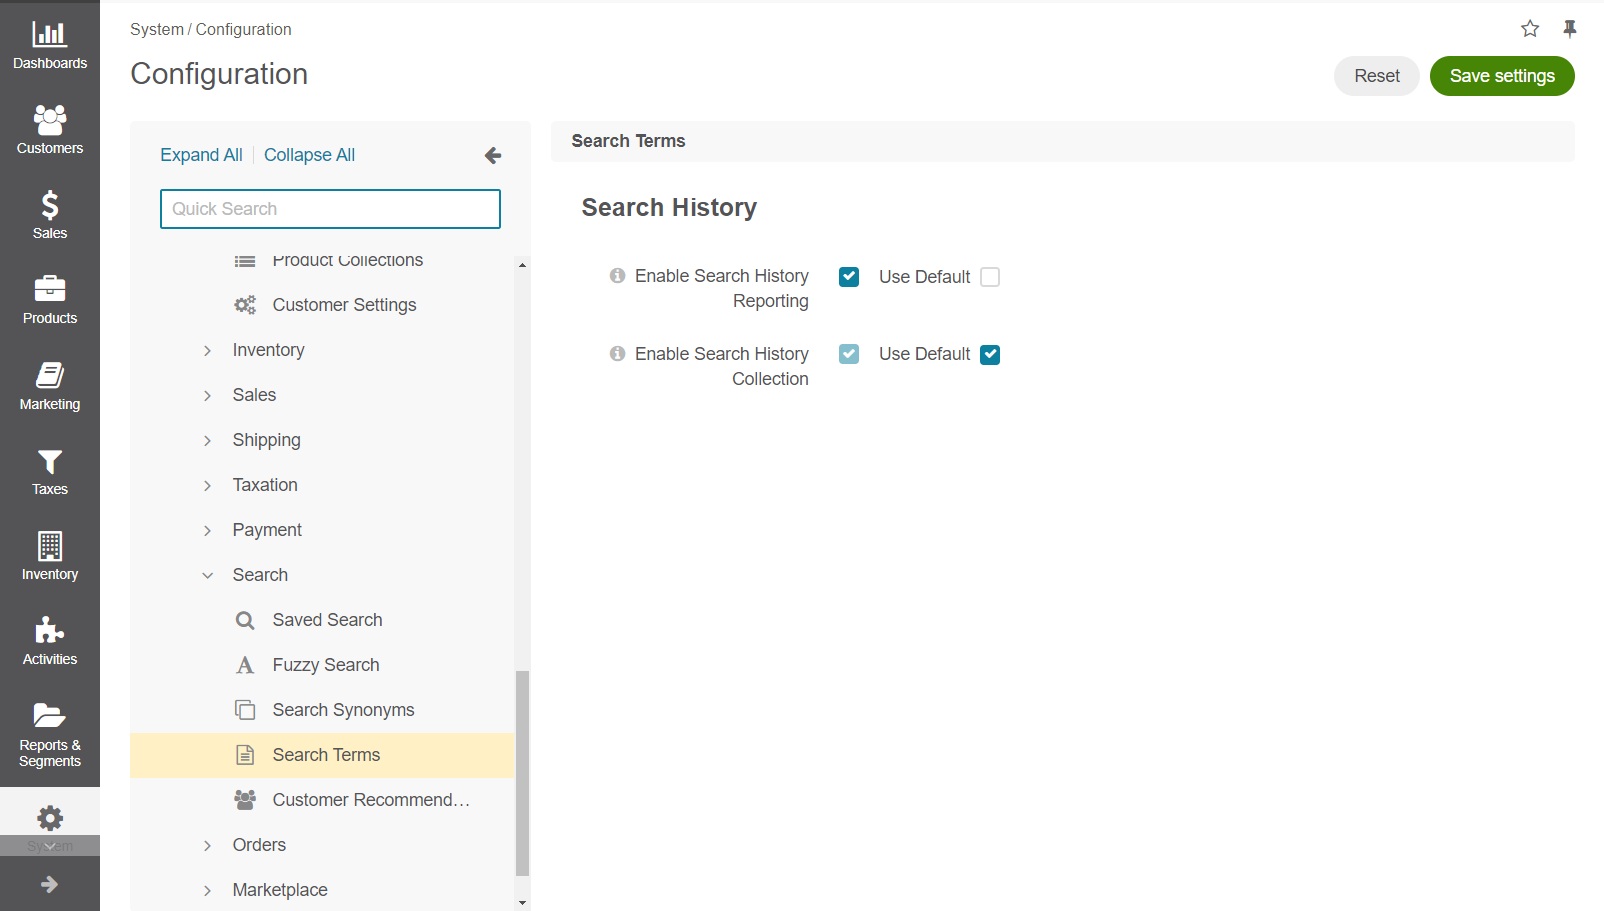 Dashboards
Customers
Sales
Products
Marketing
Taxes
Inventory
Activities
Reports &
Segments
System
System / Configuration
Configuration
Reset
Save settings
Expand All
Collapse All
Quick Search
Product Collections
Customer Settings
Inventory
Sales
Shipping
Taxation
Payment
Search
Saved Search
A Fuzzy Search
Search Synonyms
Search Terms
Customer Recommend…
Orders
Marketplace
Search Terms
Search History
Enable Search History
Reporting
Use Default
Enable Search History
Collection
Use Default